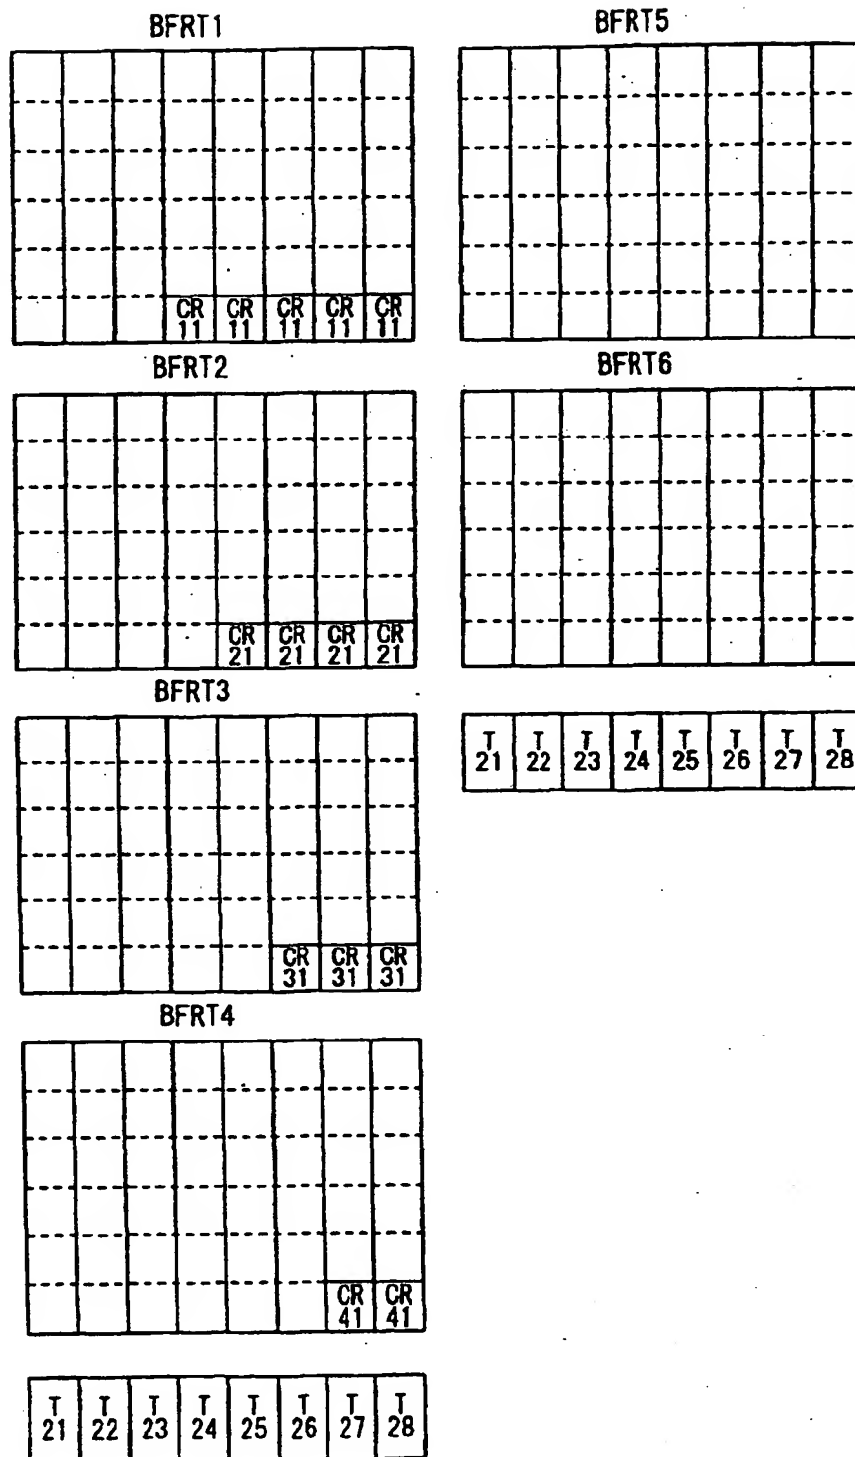 BFRT1
CR CR CR CR CR
11 11 11 11 11
BFRT2
CR CR CR CR
21 21 21 21
BFRT3
CR CR CR
31 31 31
BFRT4
CR CR
41 41
T T T T T T T T
21 22 23 24 25 26 27 28
BFRT5
BFRT6
T T T T T T T T
21 22 23 24 25 26 27 28